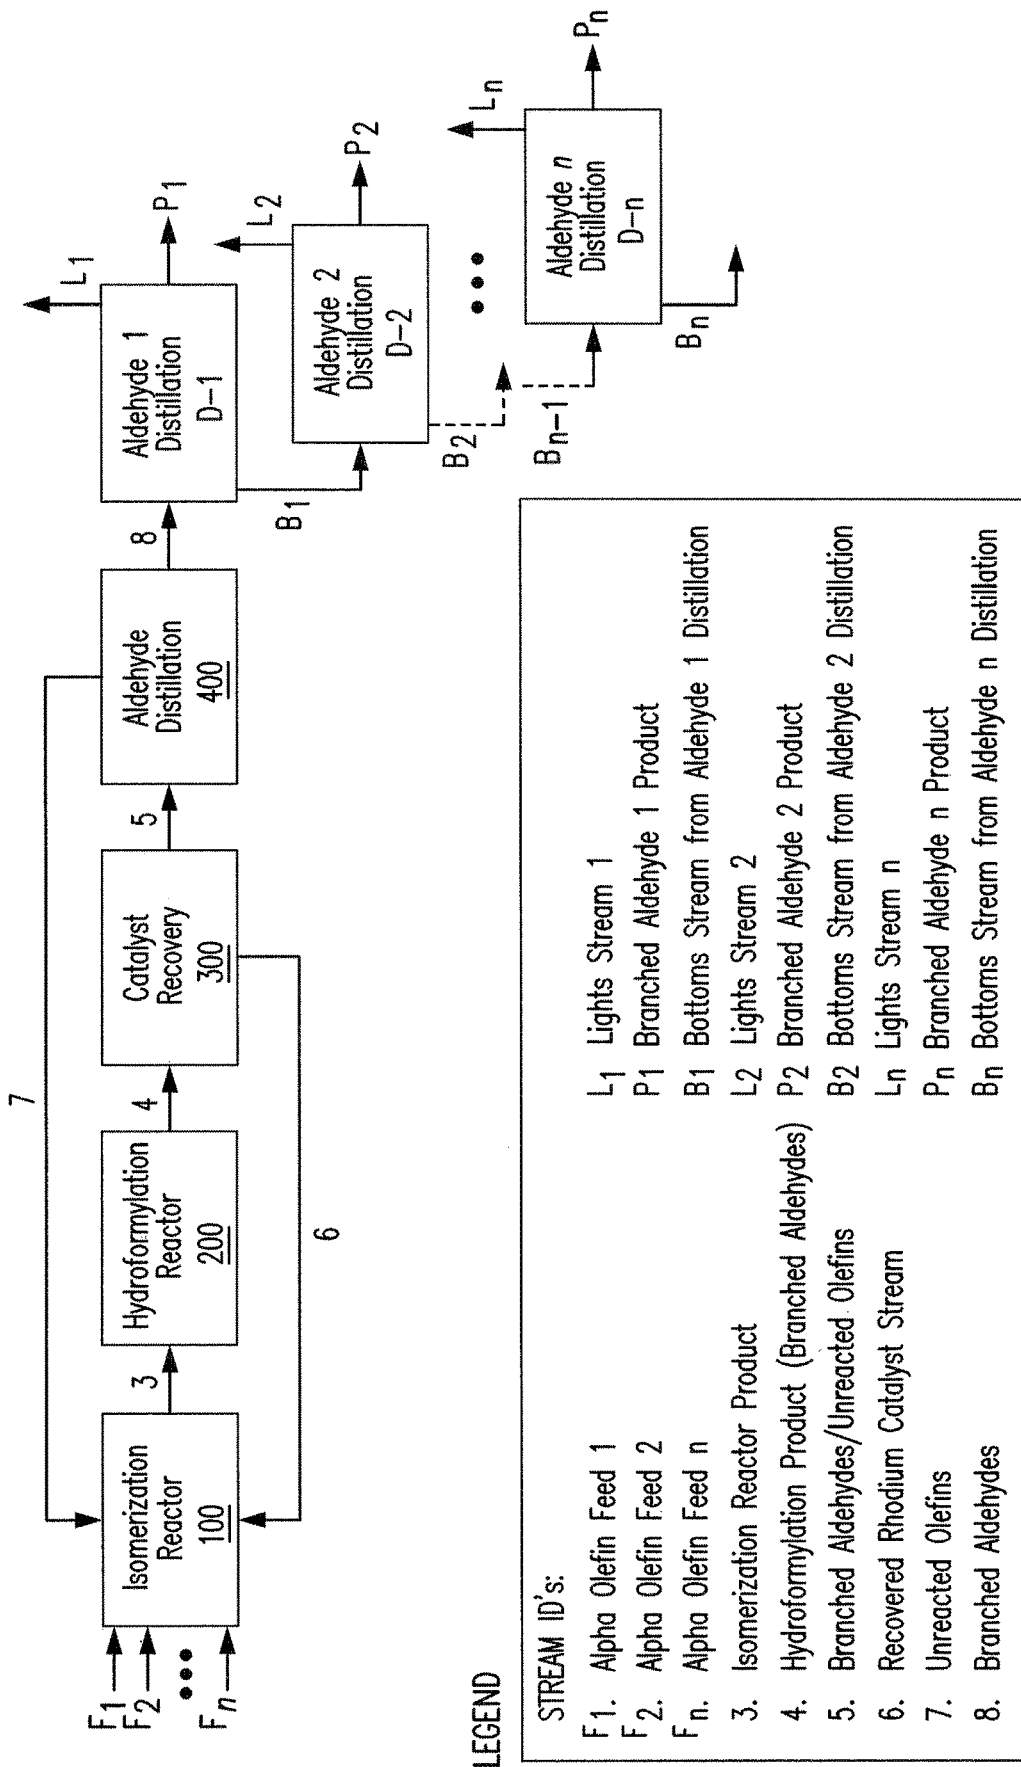 7
F1
F2
Fn
Isomerization
Reactor
100
3
Hydroformylation
Reactor
200
4
Catalyst
Recovery
300
5
Aldehyde
Distillation
400
8
Aldehyde 1
Distillation
D-1
L1
P1
6
B1
Aldehyde 2
Distillation
D-2
L2
P2
B2
Bn-1
Aldehyde n
Distillation
D-n
Ln
Pn
Bn
LEGEND
STREAM ID's:
F1. Alpha Olefin Feed 1
F2. Alpha Olefin Feed 2
Fn. Alpha Olefin Feed n
3. Isomerization Reactor Product
4. Hydroformylation Product (Branched Aldehydes)
5. Branched Aldehydes/Unreacted Olefins
6. Recovered Rhodium Catalyst Stream
7. Unreacted Olefins
8. Branched Aldehydes
L1 Lights Stream 1
P1 Branched Aldehyde 1 Product
B1 Bottoms Stream from Aldehyde 1 Distillation
L2 Lights Stream 2
P2 Branched Aldehyde 2 Product
B2 Bottoms Stream from Aldehyde 2 Distillation
Ln Lights Stream n
Pn Branched Aldehyde n Product
Bn Bottoms Stream from Aldehyde n Distillation